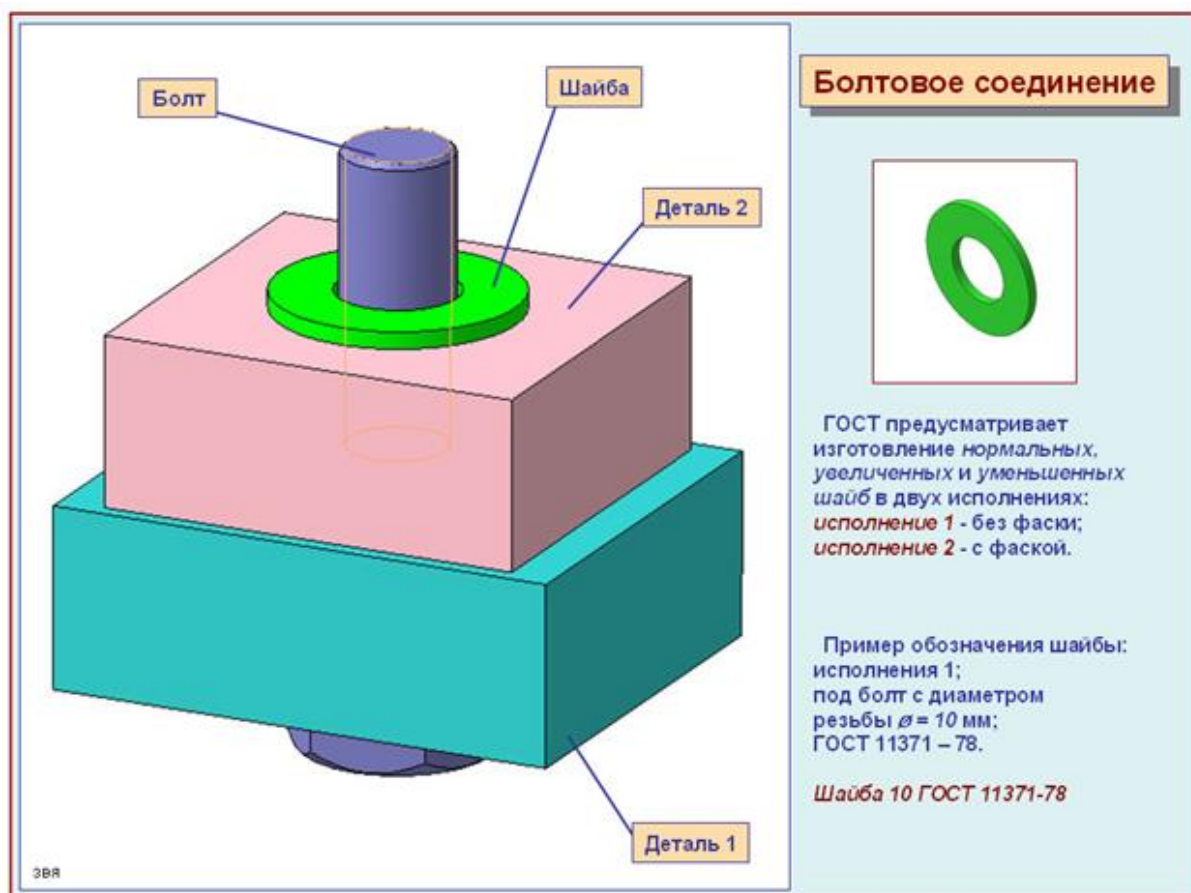 Болтовое соединение
Болт
Шайба
Деталь 2
Деталь 1
ЗВЯ
ГОСТ предусматривает
изготовление нормальных,
увеличенных и уменьшенных
шайб в двух исполнениях:
исполнение 1 - без фаски;
исполнение 2 - с фаской.
Пример обозначения шайбы:
исполнения 1;
под болт с диаметром
резьбы ø = 10 мм;
ГОСТ 11371 – 78.
Шайба 10 ГОСТ 11371-78